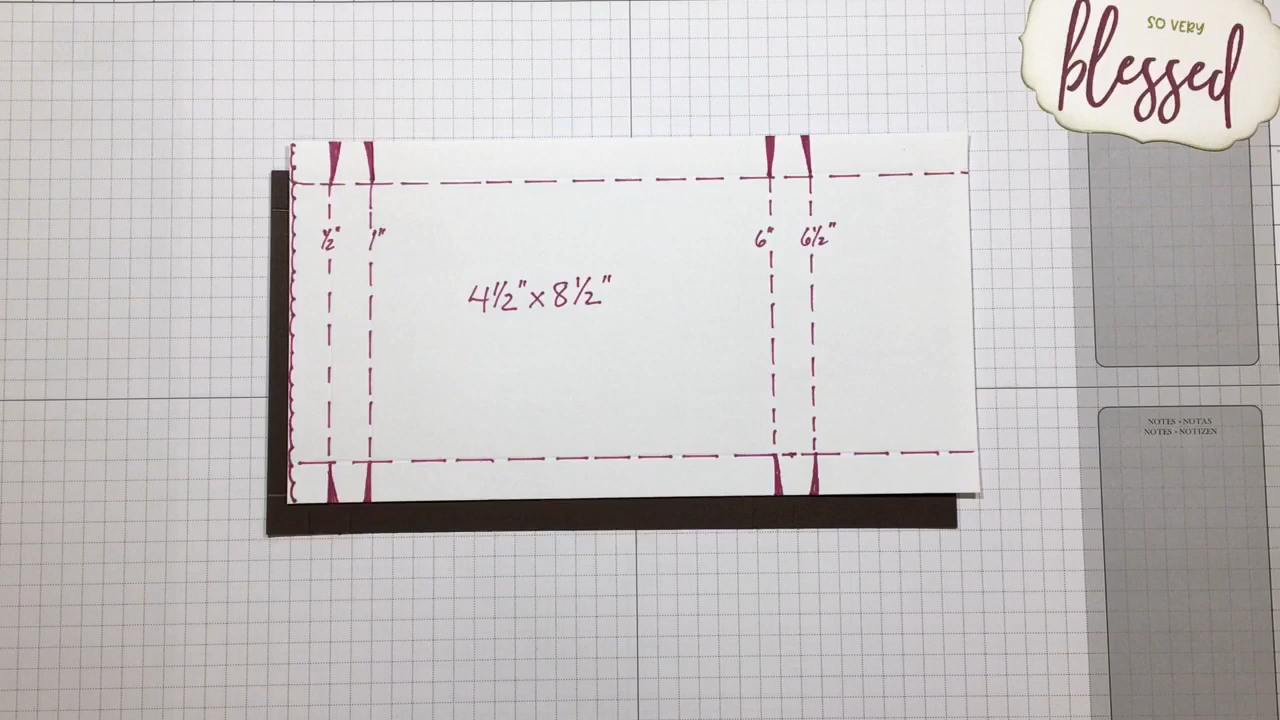 SO VERY
blessed
½" 1" 6" 6½"
4½" x 8½"
NOTES • NOTAS
NOTES • NOTIZEN